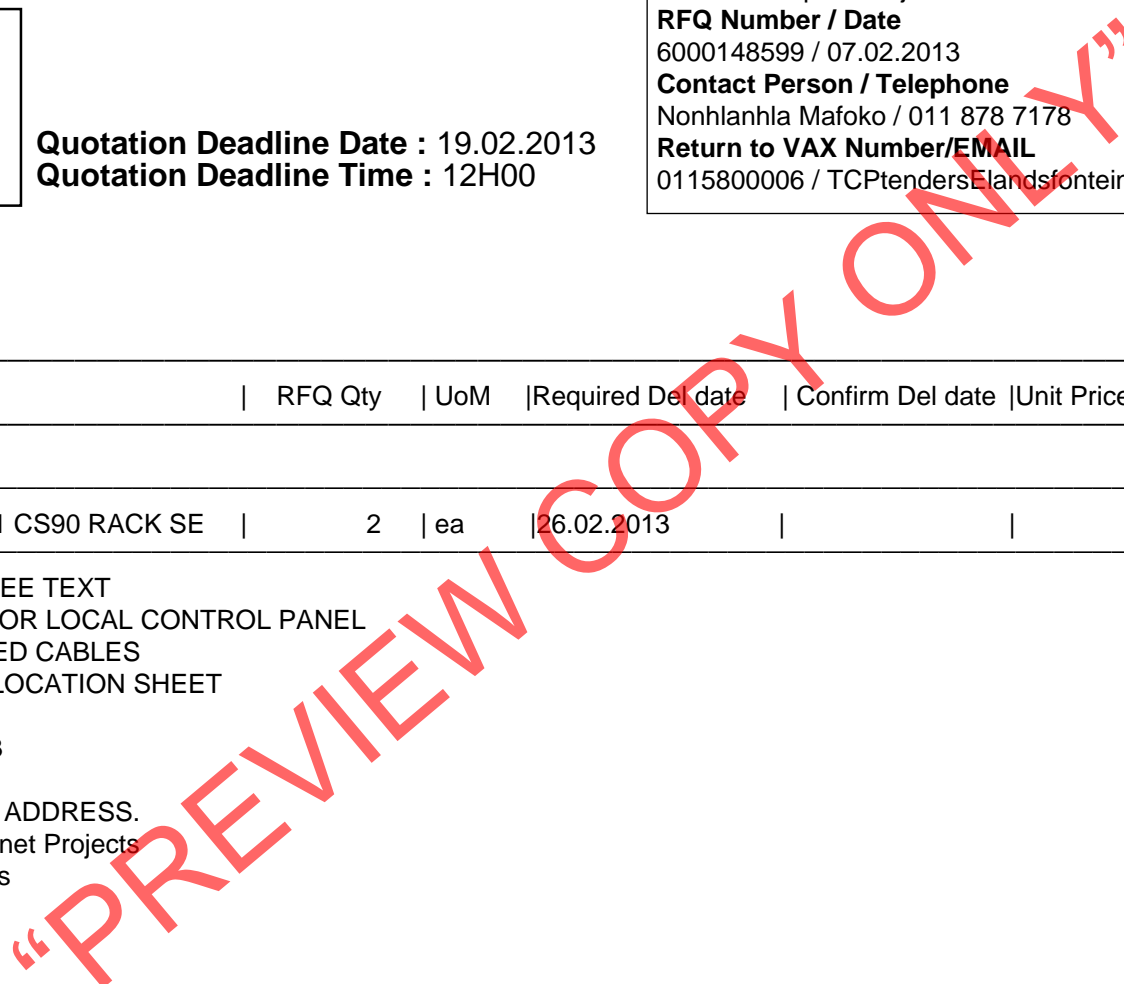 RFQ Number / Date
6000148599 / 07.02.2013
Contact Person / Telephone
Nonhlanhla Mafoko / 011 878 7178
Return to VAX Number/EMAIL
0115800006 / TCPtendersElandsfontein
Quotation Deadline Date : 19.02.2013
Quotation Deadline Time : 12H00
| RFQ Qty | UoM |Required Del date | Confirm Del date |Unit Price
CS90 RACK SE | 2 | ea |26.02.2013 | |
EE TEXT
OR LOCAL CONTROL PANEL
ED CABLES
LOCATION SHEET
ADDRESS.
net Projects
s
“PREVIEW COPY ONLY”